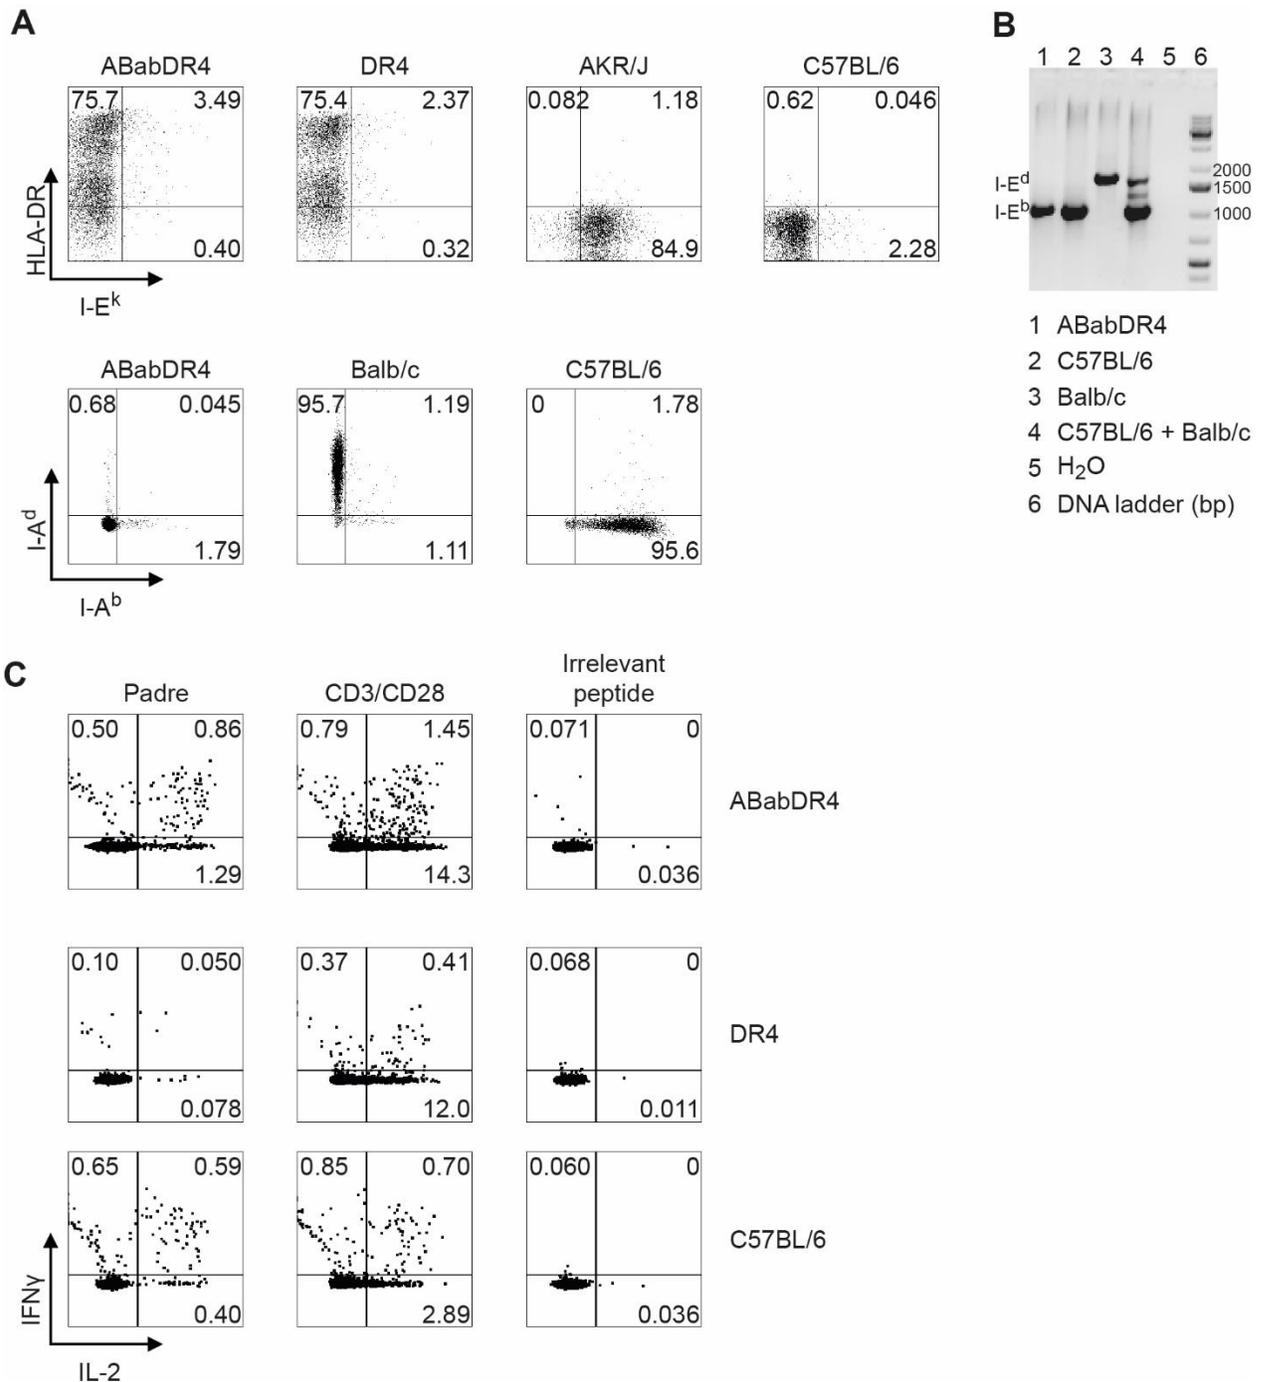 A
ABabDR4 DR4 AKR/J C57BL/6
75.7 3.49 75.4 2.37 0.082 1.18 0.62 0.046
0.40 0.32 84.9 2.28
HLA-DR
I-Eᵏ
ABabDR4 Balb/c C57BL/6
0.68 0.045 95.7 1.19 0 1.78
1.79 1.11 95.6
I-Aᵈ
I-Aᵇ
B
1 2 3 4 5 6
I-Eᵈ
I-Eᵇ
2000
1500
1000
1 ABabDR4
2 C57BL/6
3 Balb/c
4 C57BL/6 + Balb/c
5 H₂O
6 DNA ladder (bp)
C
Padre CD3/CD28 Irrelevant
peptide
0.50 0.86 0.79 1.45 0.071 0
ABabDR4
1.29 14.3 0.036
0.10 0.050 0.37 0.41 0.068 0
DR4
0.078 12.0 0.011
0.65 0.59 0.85 0.70 0.060 0
C57BL/6
0.40 2.89 0.036
IFNγ
IL-2